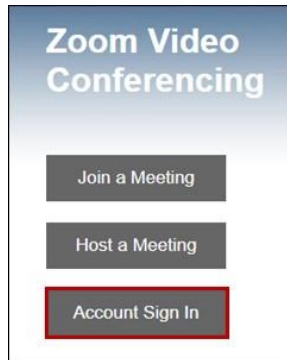 Zoom Video
Conferencing
Join a Meeting
Host a Meeting
Account Sign In